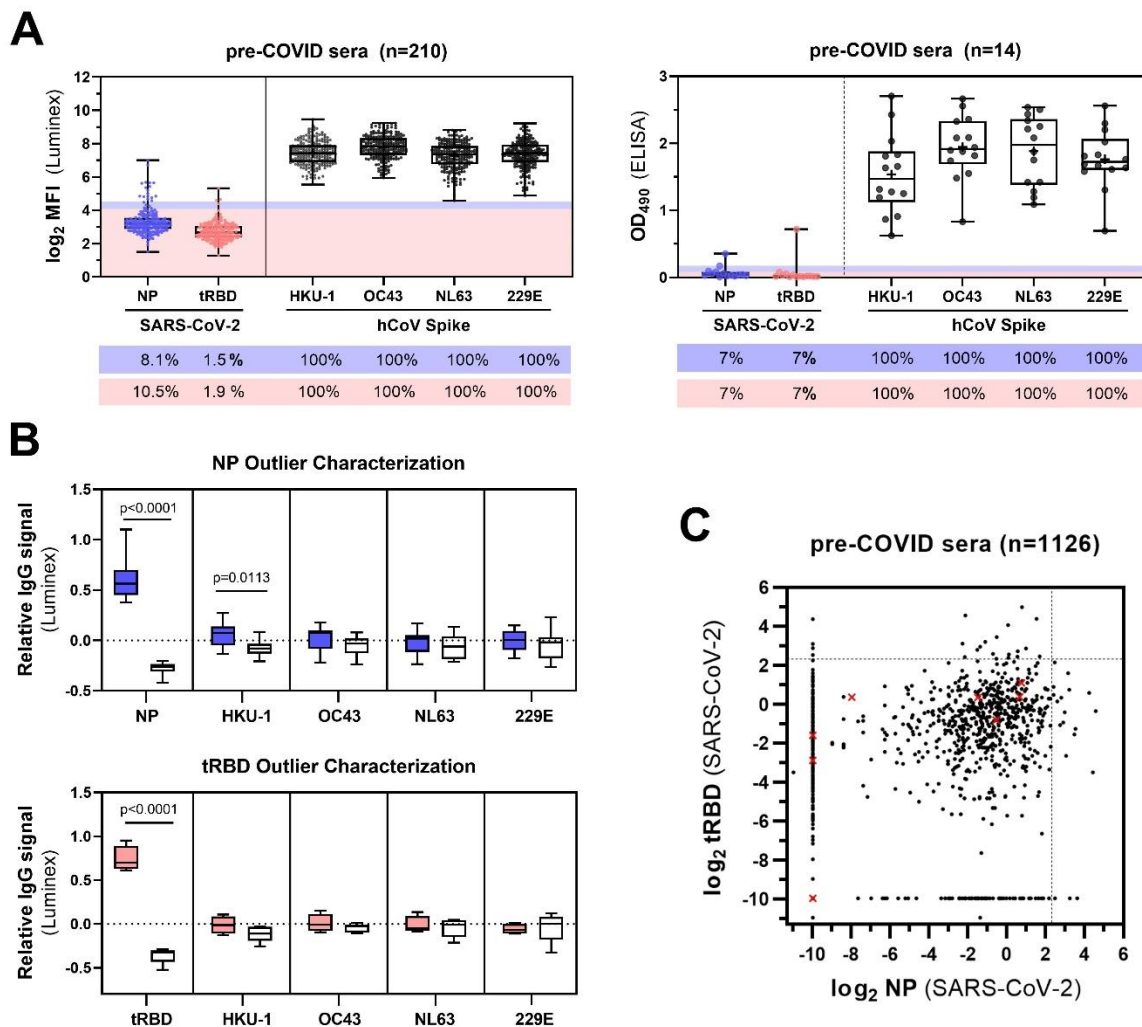 A
pre-COVID sera (n=210)
log2 MFI (Luminex)
12
10
8
6
4
2
0
NP tRBD HKU-1 OC43 NL63 229E
SARS-CoV-2 hCoV Spike
8.1% 1.5% 100% 100% 100% 100%
10.5% 1.9 % 100% 100% 100% 100%
pre-COVID sera (n=14)
OD490 (ELISA)
3
2
1
0
NP tRBD HKU-1 OC43 NL63 229E
SARS-CoV-2 hCoV Spike
7% 7% 100% 100% 100% 100%
7% 7% 100% 100% 100% 100%
B
NP Outlier Characterization
Relative IgG signal
(Luminex)
1.5
1.0
0.5
0.0
-0.5
p<0.0001
p=0.0113
NP HKU-1 OC43 NL63 229E
tRBD Outlier Characterization
Relative IgG signal
(Luminex)
1.5
1.0
0.5
0.0
-0.5
p<0.0001
tRBD HKU-1 OC43 NL63 229E
C
pre-COVID sera (n=1126)
log2 tRBD (SARS-CoV-2)
6
4
2
0
-2
-4
-6
-8
-10
-10 -8 -6 -4 -2 0 2 4 6
log2 NP (SARS-CoV-2)